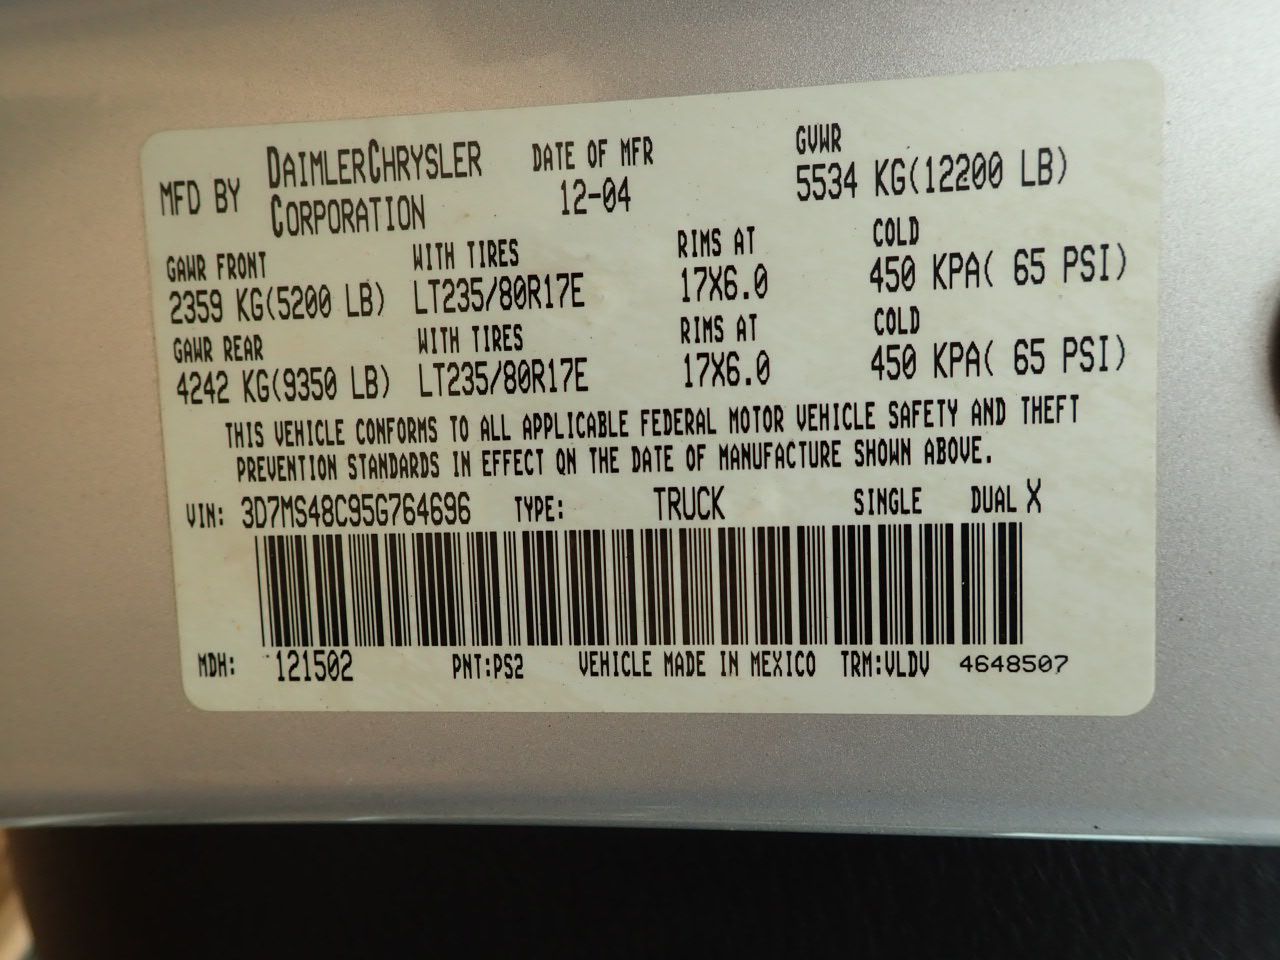 MFD BY DAIMLERCHRYSLER CORPORATION DATE OF MFR 12-04 GVWR 5534 KG(12200 LB)
GAWR FRONT WITH TIRES RIMS AT COLD
2359 KG(5200 LB) LT235/80R17E 17X6.0 450 KPA( 65 PSI)
GAWR REAR WITH TIRES RIMS AT COLD
4242 KG(9350 LB) LT235/80R17E 17X6.0 450 KPA( 65 PSI)
THIS VEHICLE CONFORMS TO ALL APPLICABLE FEDERAL MOTOR VEHICLE SAFETY AND THEFT
PREVENTION STANDARDS IN EFFECT ON THE DATE OF MANUFACTURE SHOWN ABOVE.
VIN: 3D7MS48C95G764696 TYPE: TRUCK SINGLE DUAL X
MDH: 121502 PNT:PS2 VEHICLE MADE IN MEXICO TRM:VLDV 4648507